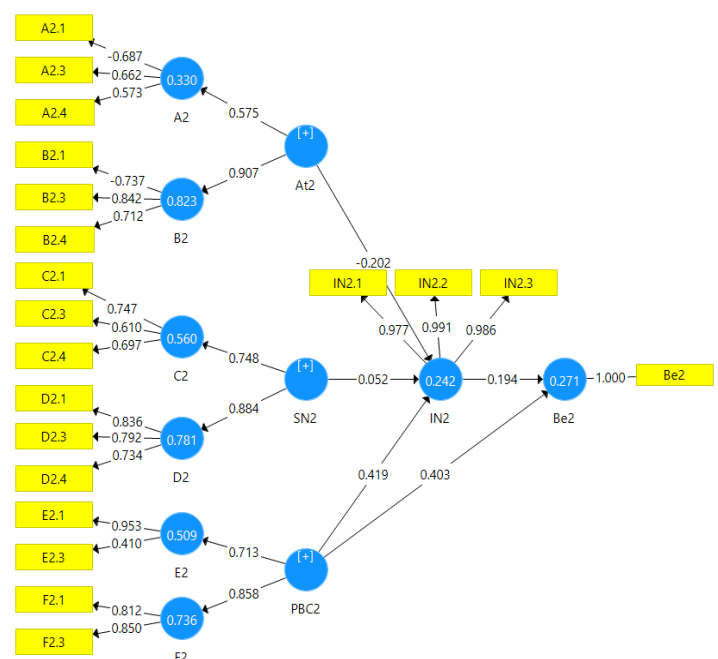 A2.1
A2.3
A2.4
-0.687
0.662
0.573
0.330
A2
B2.1
B2.3
B2.4
-0.737
0.842
0.712
0.823
B2
0.575
0.907
[+]
At2
-0.202
C2.1
C2.3
C2.4
0.747
0.610
0.697
0.560
C2
D2.1
D2.3
D2.4
0.836
0.792
0.734
0.781
D2
0.748
0.884
[+]
SN2
0.052
IN2.1
IN2.2
IN2.3
0.977
0.991
0.986
0.242
IN2
0.194
0.271
Be2
1.000
Be2
E2.1
E2.3
0.953
0.410
0.509
E2
F2.1
F2.3
0.812
0.850
0.736
F2
0.713
0.858
[+]
PBC2
0.419
0.403